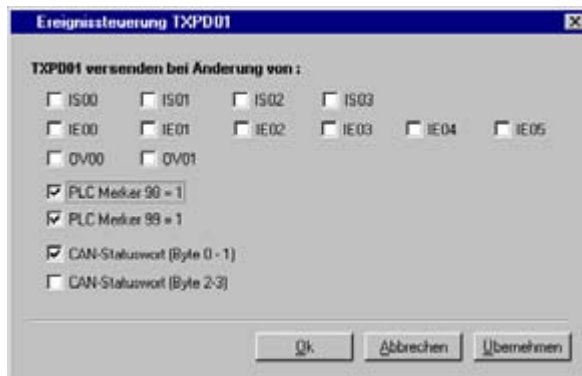 Ereignissteuerung TXPD01
TXPD01 versenden bei Änderung von :
IS00 IS01 IS02 IS03
IE00 IE01 IE02 IE03 IE04 IE05
OV00 OV01
PLC Merker 98 = 1
PLC Merker 99 = 1
CAN-Statuswort (Byte 0 - 1)
CAN-Statuswort (Byte 2-3)
Ok Abbrechen Übernehmen